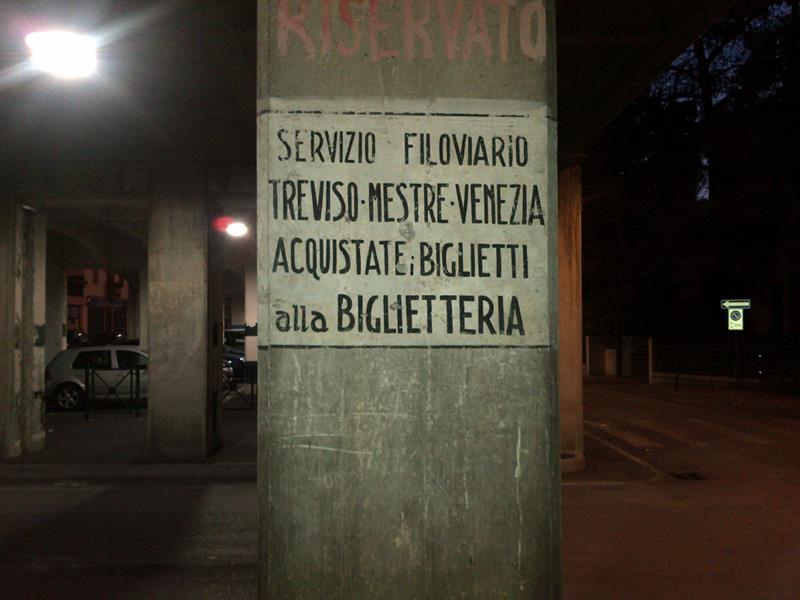 RISERVATO
SERVIZIO FILOVIARIO
TREVISO·MESTRE·VENEZIA
ACQUISTATE i BIGLIETTI
alla BIGLIETTERIA